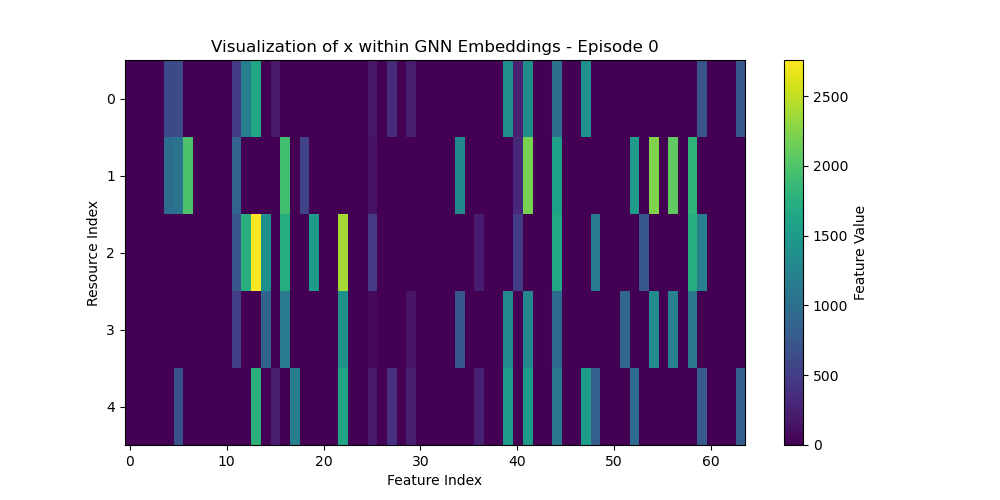 Visualization of x within GNN Embeddings - Episode 0
Resource Index
0
1
2
3
4
0 10 20 30 40 50 60
Feature Index
2500
2000
1500
1000
500
0
Feature Value